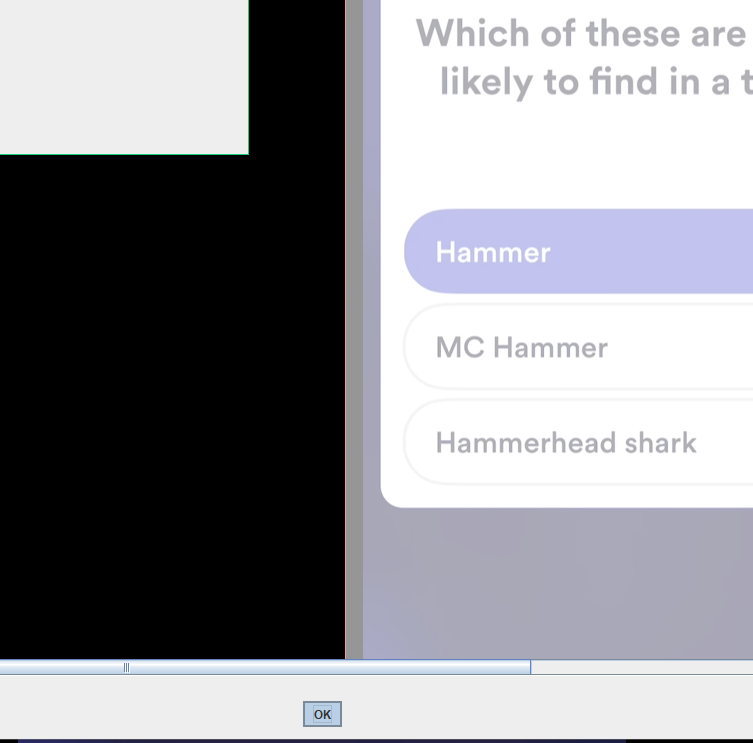 Which of these are
likely to find in a t
Hammer
MC Hammer
Hammerhead shark
OK